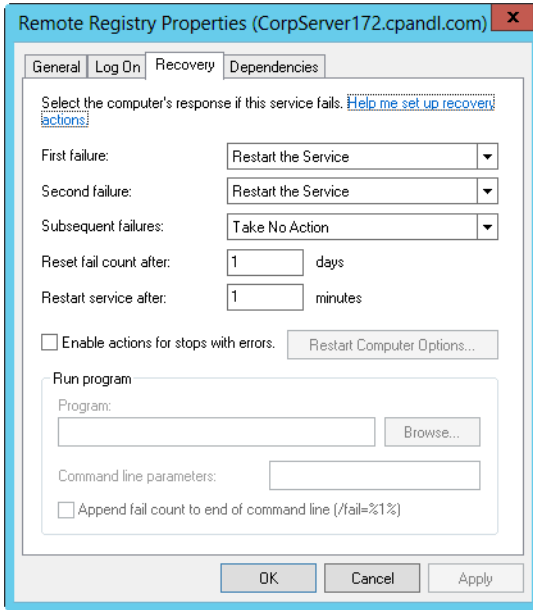 Remote Registry Properties (CorpServer172.cpandl.com) x
General Log On Recovery Dependencies
Select the computer's response if this service fails. Help me set up recovery
actions.
First failure: Restart the Service
Second failure: Restart the Service
Subsequent failures: Take No Action
Reset fail count after: 1 days
Restart service after: 1 minutes
Enable actions for stops with errors. Restart Computer Options...
Run program
Program:
Browse...
Command line parameters:
Append fail count to end of command line (/fail=%1%)
OK Cancel Apply